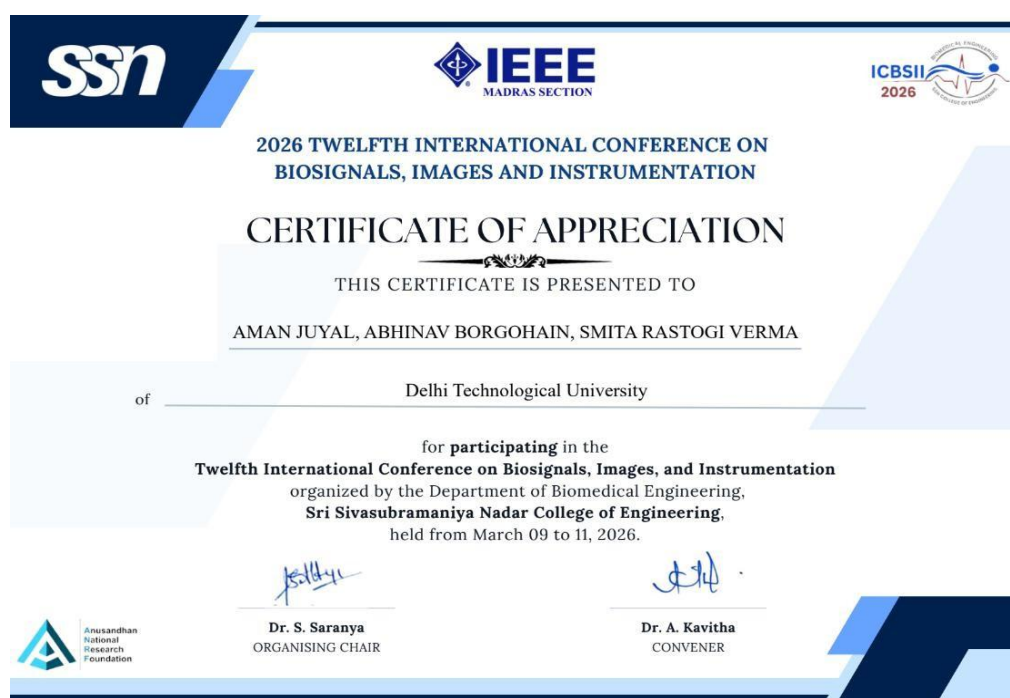 ssn
IEEE
MADRAS SECTION
ICBSII
2026
BIOMEDICAL ENGINEERING
SSN COLLEGE OF ENGINEERING
2026 TWELFTH INTERNATIONAL CONFERENCE ON
BIOSIGNALS, IMAGES AND INSTRUMENTATION
CERTIFICATE OF APPRECIATION
THIS CERTIFICATE IS PRESENTED TO
AMAN JUYAL, ABHINAV BORGOHAIN, SMITA RASTOGI VERMA
of Delhi Technological University
for participating in the
Twelfth International Conference on Biosignals, Images, and Instrumentation
organized by the Department of Biomedical Engineering,
Sri Sivasubramaniya Nadar College of Engineering,
held from March 09 to 11, 2026.
Dr. S. Saranya
ORGANISING CHAIR
Dr. A. Kavitha
CONVENER
Anusandhan
National
Research
Foundation